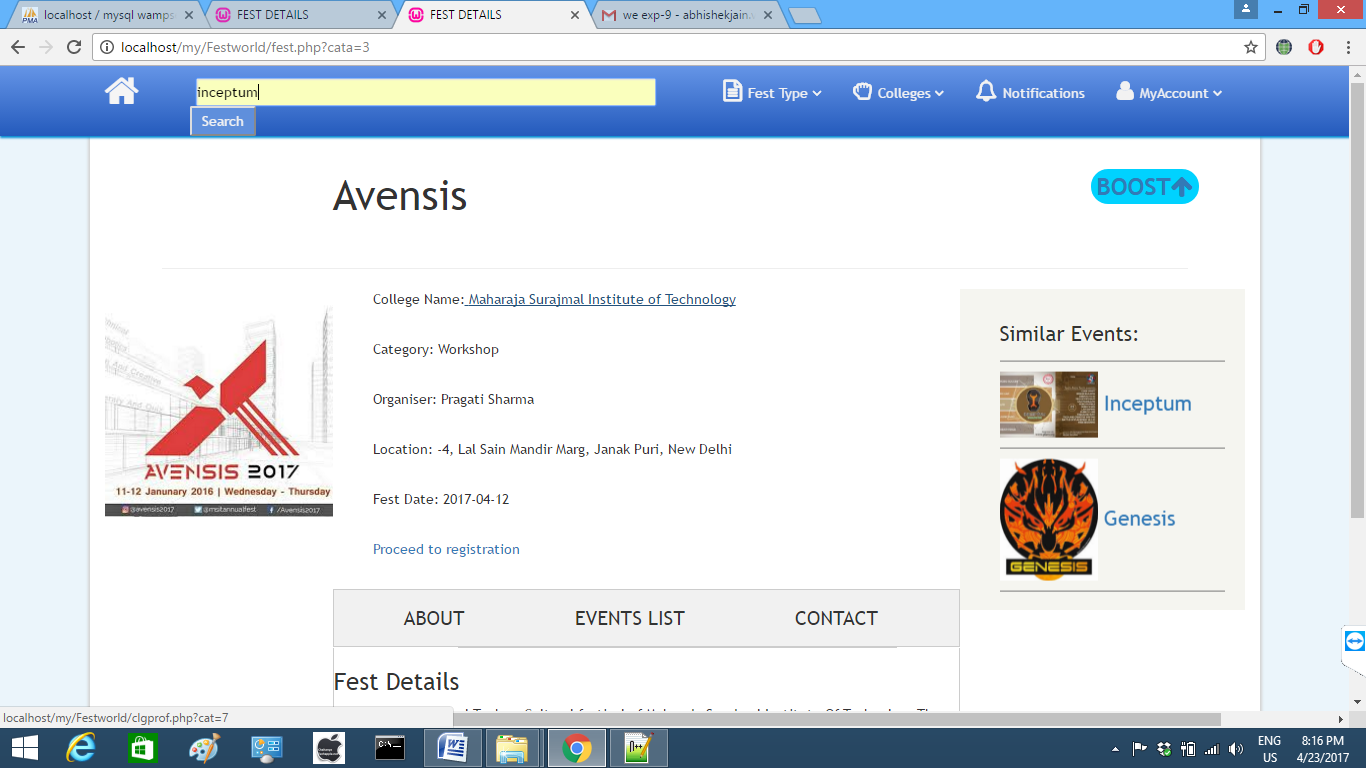 localhost / mysql wamps
FEST DETAILS
FEST DETAILS
we exp-9 - abhishekjain.
localhost/my/Festworld/fest.php?cata=3
inceptum
Search
Fest Type
Colleges
Notifications
MyAccount
Avensis
BOOST
College Name: Maharaja Surajmal Institute of Technology
Category: Workshop
Organiser: Pragati Sharma
Location: -4, Lal Sain Mandir Marg, Janak Puri, New Delhi
Fest Date: 2017-04-12
Proceed to registration
AVENSIS 2017
11-12 Janunary 2016 | Wednesday - Thursday
@avensis2017 @msitannualfest /Avensis2017
Similar Events:
Inceptum
GENESIS
Genesis
ABOUT
EVENTS LIST
CONTACT
Fest Details
localhost/my/Festworld/clgprof.php?cat=7
ENG
US
8:16 PM
4/23/2017